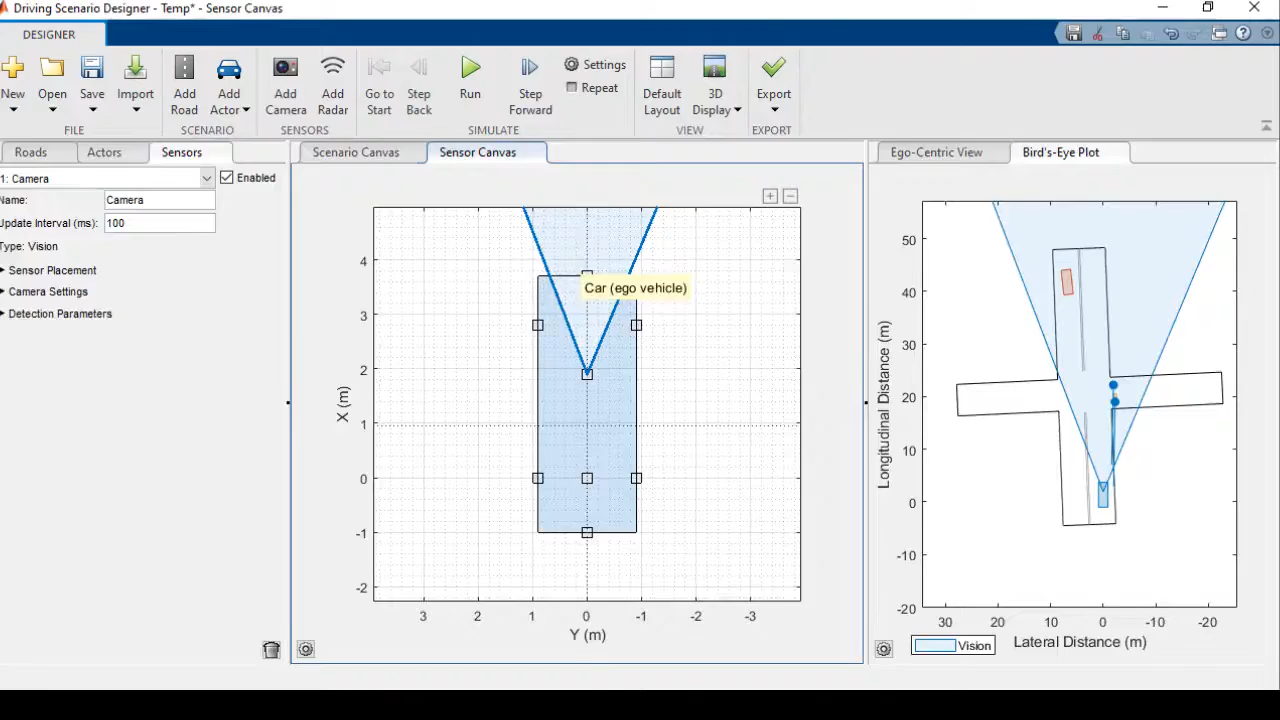 Driving Scenario Designer - Temp* - Sensor Canvas
DESIGNER
New
Open
Save
Import
Add Road
Add Actor
Add Camera
Add Radar
Go to Start
Step Back
Run
Step Forward
Settings
Repeat
Default Layout
3D Display
Export
FILE
SCENARIO
SENSORS
SIMULATE
VIEW
EXPORT
Roads
Actors
Sensors
1: Camera
Enabled
Name:
Camera
Update Interval (ms):
100
Type: Vision
Sensor Placement
Camera Settings
Detection Parameters
Scenario Canvas
Sensor Canvas
4
3
2
1
0
-1
-2
X (m)
Car (ego vehicle)
3
2
1
0
-1
-2
-3
Y (m)
Ego-Centric View
Bird's-Eye Plot
50
40
30
20
10
0
-10
-20
Longitudinal Distance (m)
30
20
10
0
-10
-20
Lateral Distance (m)
Vision